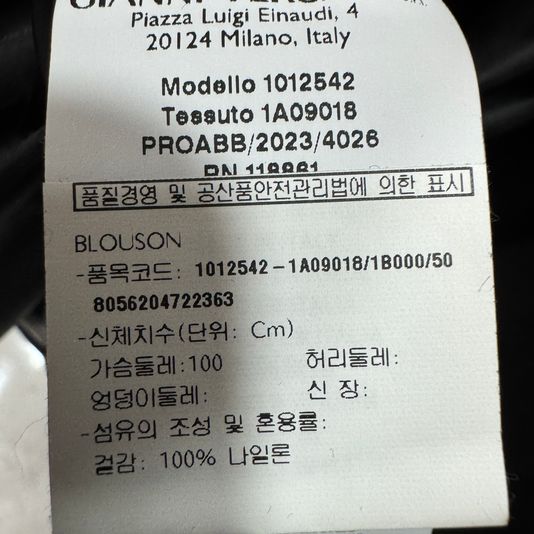 Piazza Luigi Einaudi, 4
20124 Milano, Italy
Modello 1012542
Tessuto 1A09018
PROABB/2023/4026
RN 118861
품질경영 및 공산품안전관리법에 의한 표시
BLOUSON
-품목코드: 1012542-1A09018/1B000/50
8056204722363
-신체치수(단위: Cm)
가슴둘레:100 허리둘레:
엉덩이둘레: 신 장:
-섬유의 조성 및 혼용률:
겉감: 100% 나일론